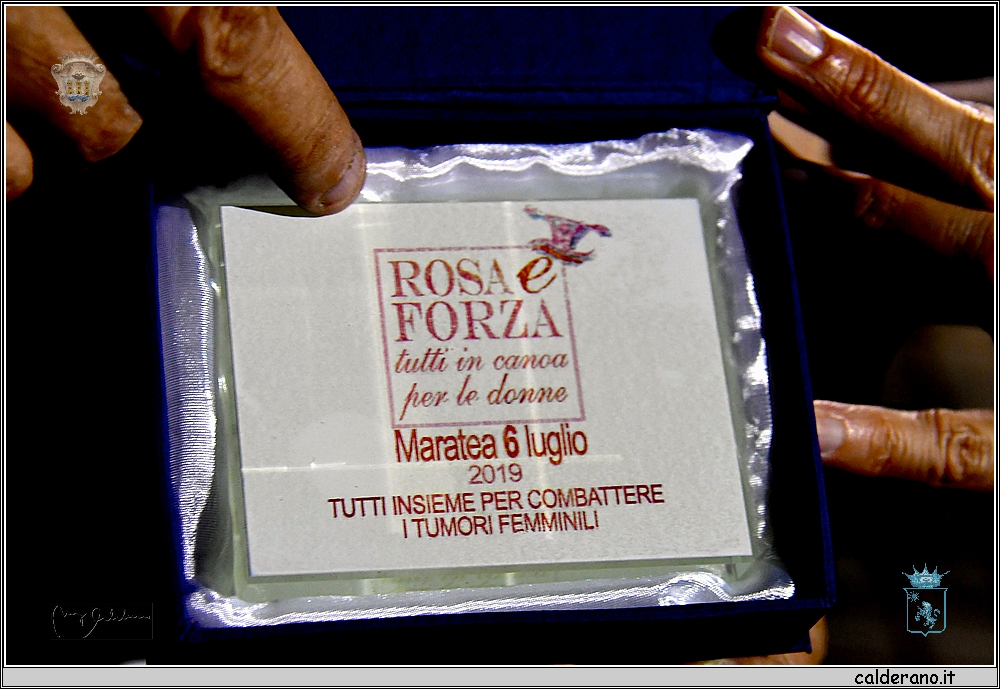 ROSA e
FORZA
tutti in canoa
per le donne
Maratea 6 luglio
2019
TUTTI INSIEME PER COMBATTERE
I TUMORI FEMMINILI
calderano.it